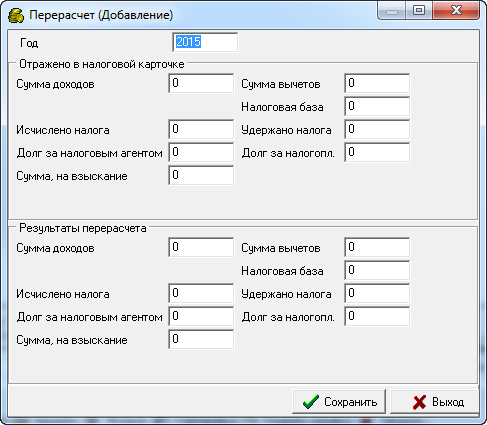 Перерасчет (Добавление)
Год 2015
Отражено в налоговой карточке
Сумма доходов 0 Сумма вычетов 0
Налоговая база 0
Исчислено налога 0 Удержано налога 0
Долг за налоговым агентом 0 Долг за налогопл. 0
Сумма, на взыскание 0
Результаты перерасчета
Сумма доходов 0 Сумма вычетов 0
Налоговая база 0
Исчислено налога 0 Удержано налога 0
Долг за налоговым агентом 0 Долг за налогопл. 0
Сумма, на взыскание 0
Сохранить Выход